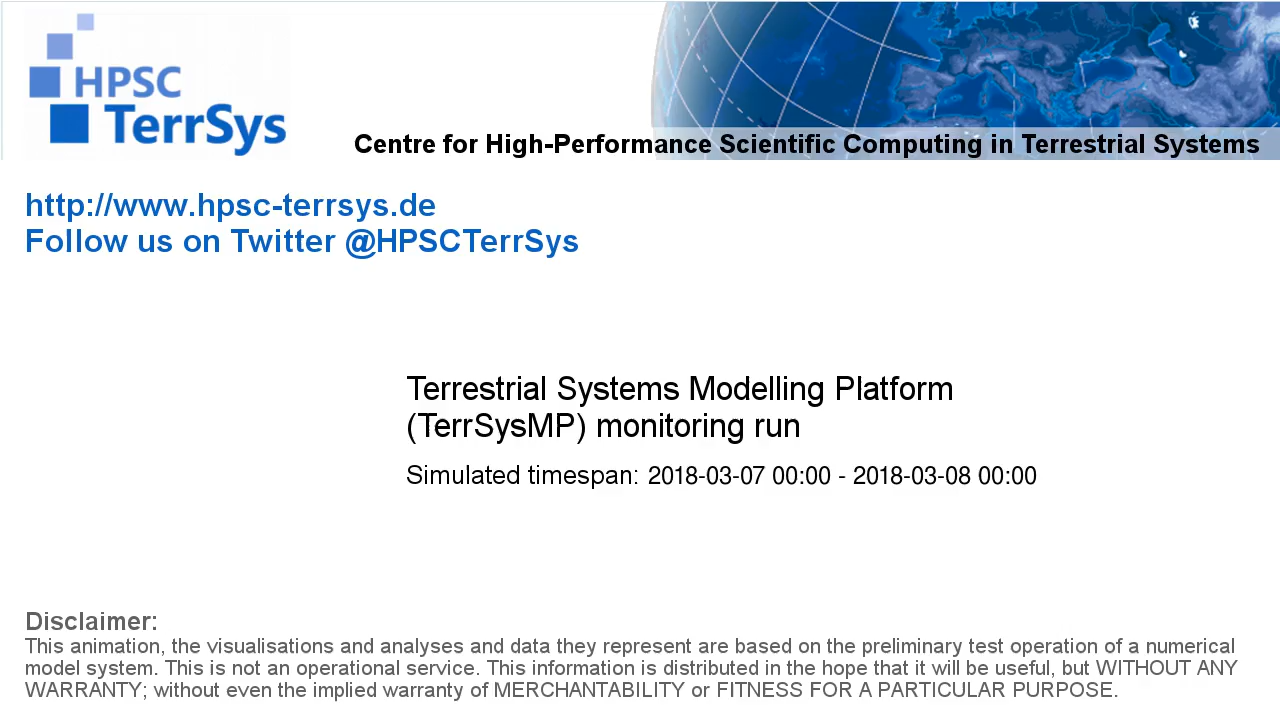 HPSC
TerrSys
Centre for High-Performance Scientific Computing in Terrestrial Systems
http://www.hpsc-terrsys.de
Follow us on Twitter @HPSCTerrSys
Terrestrial Systems Modelling Platform
(TerrSysMP) monitoring run
Simulated timespan: 2018-03-07 00:00 - 2018-03-08 00:00
Disclaimer:
This animation, the visualisations and analyses and data they represent are based on the preliminary test operation of a numerical
model system. This is not an operational service. This information is distributed in the hope that it will be useful, but WITHOUT ANY
WARRANTY; without even the implied warranty of MERCHANTABILITY or FITNESS FOR A PARTICULAR PURPOSE.